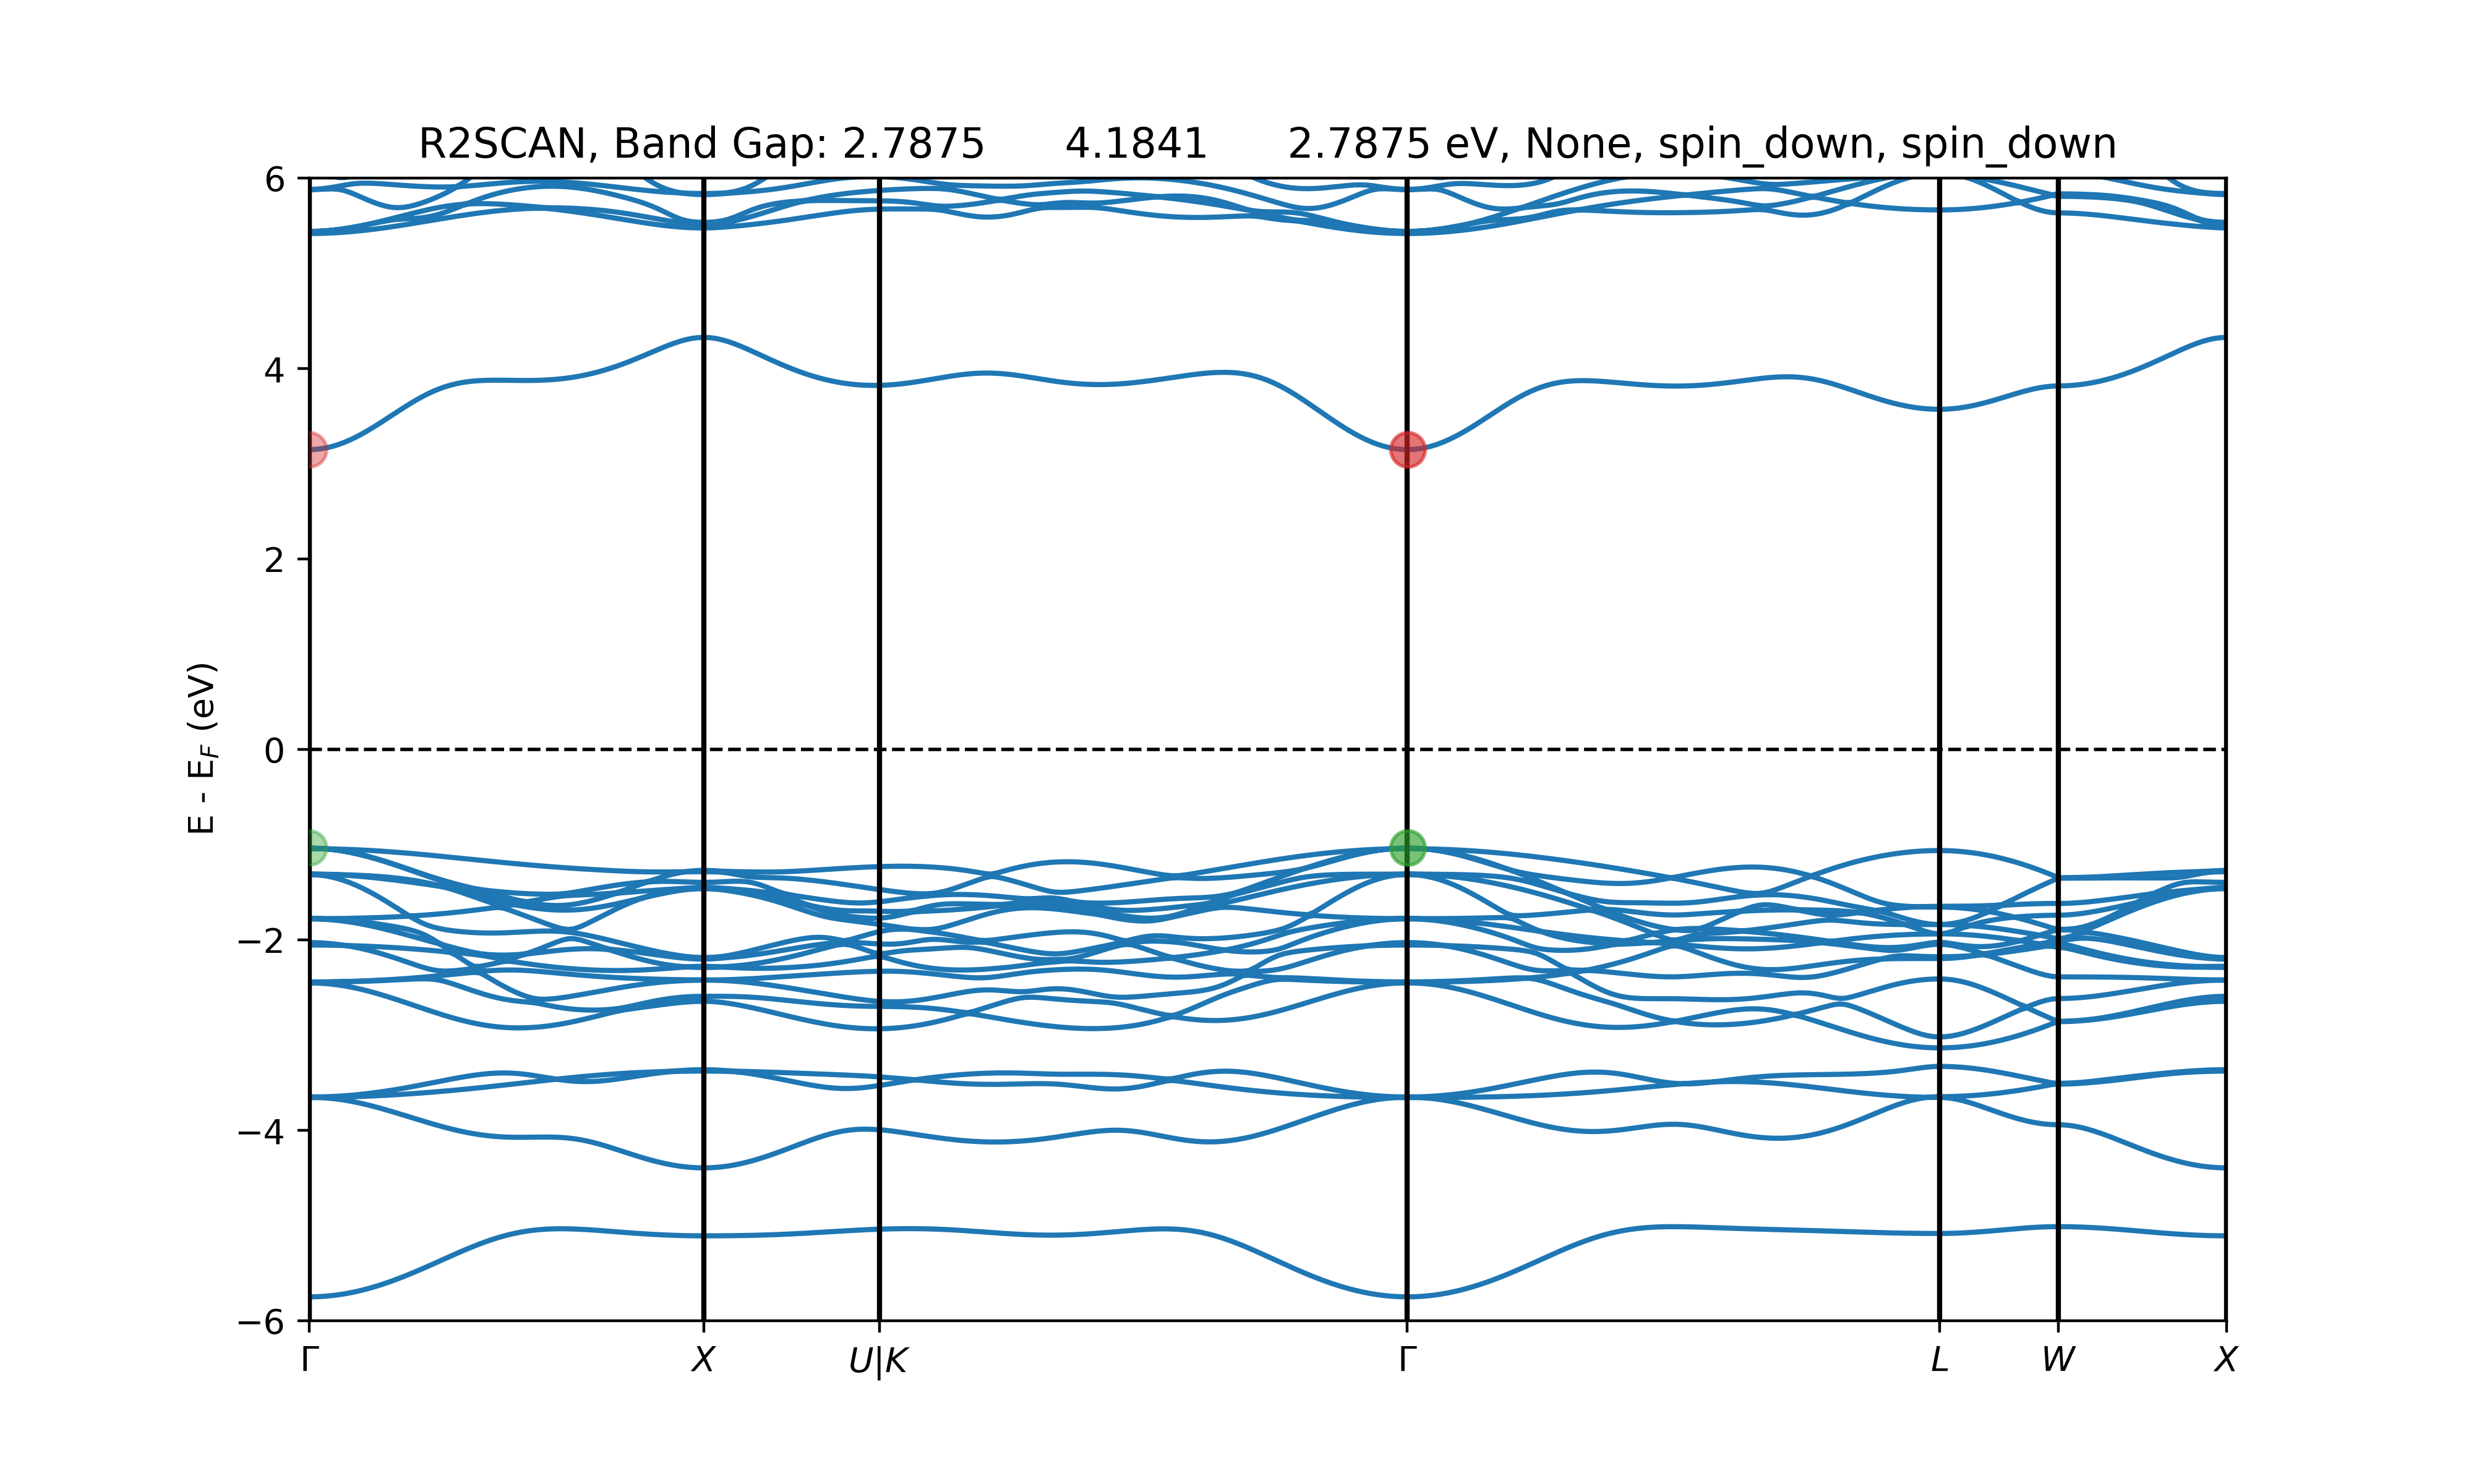 R2SCAN, Band Gap: 2.7875 4.1841 2.7875 eV, None, spin_down, spin_down
6
4
2
0
−2
−4
−6
E - E_F (eV)
Γ X U|K Γ L W X